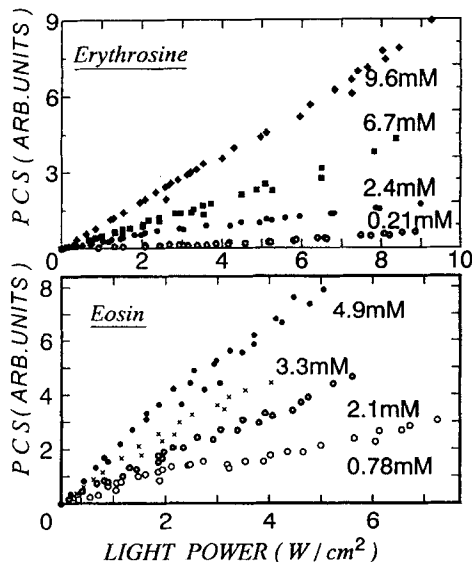 9
Erythrosine
9.6mM
6
6.7mM
3
2.4mM
0.21mM
0
0 2 4 6 8 10
PCS (ARB.UNITS)
8
Eosin
4.9mM
6
3.3mM
4
2.1mM
2
0.78mM
0
0 2 4 6
PCS (ARB.UNITS)
LIGHT POWER (W/cm²)